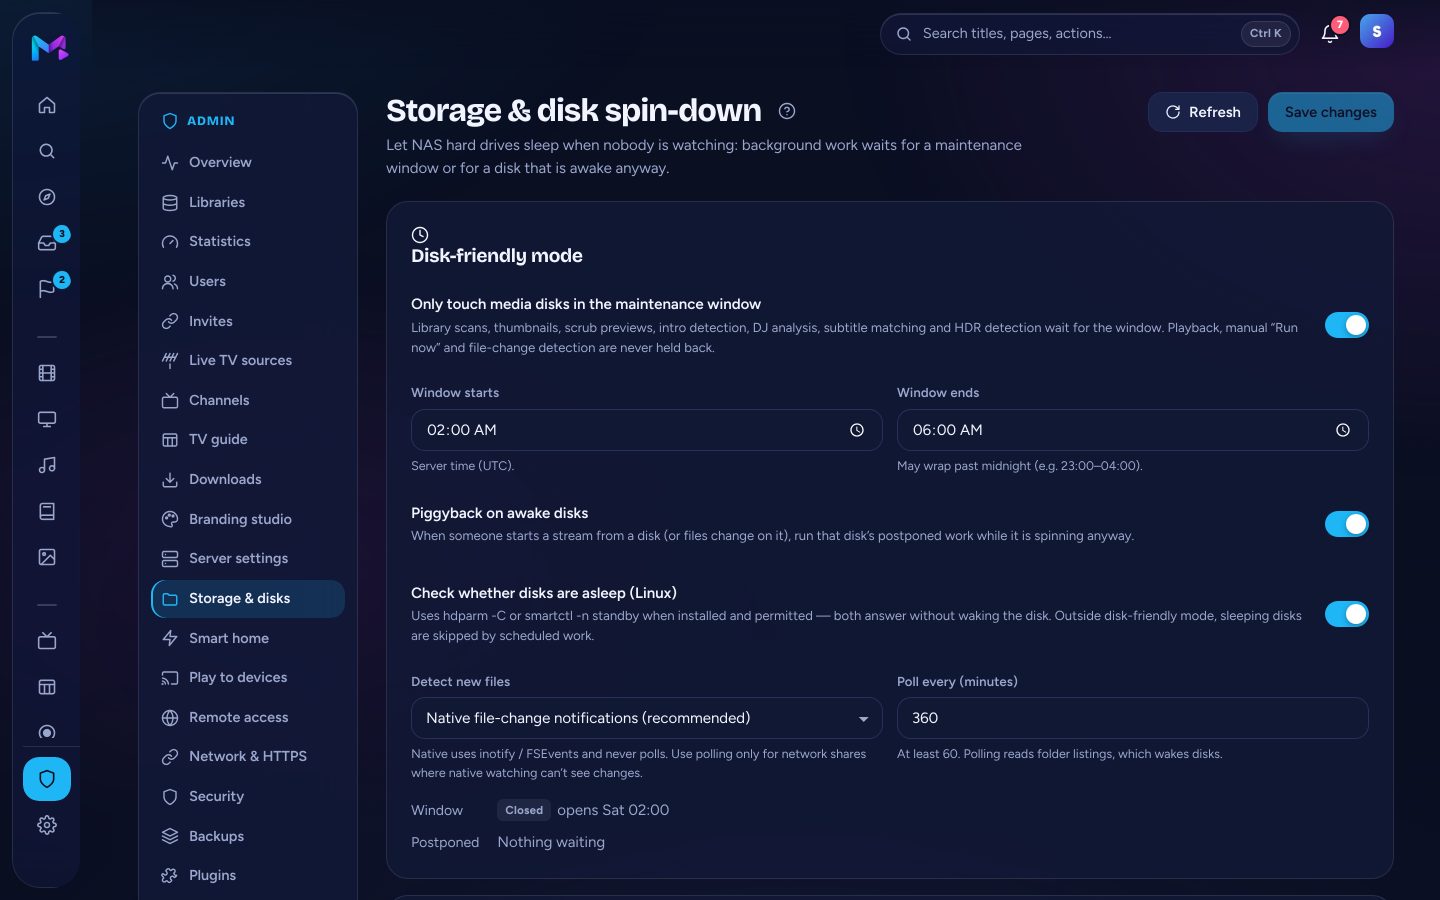 Search titles, pages, actions...
Ctrl K
7
S
3
2
ADMIN
Overview
Libraries
Statistics
Users
Invites
Live TV sources
Channels
TV guide
Downloads
Branding studio
Server settings
Storage & disks
Smart home
Play to devices
Remote access
Network & HTTPS
Security
Backups
Plugins
Storage & disk spin-down
Refresh
Save changes
Let NAS hard drives sleep when nobody is watching: background work waits for a maintenance
window or for a disk that is awake anyway.
Disk-friendly mode
Only touch media disks in the maintenance window
Library scans, thumbnails, scrub previews, intro detection, DJ analysis, subtitle matching and HDR detection wait for the window. Playback, manual “Run
now” and file-change detection are never held back.
Window starts
Window ends
02:00 AM
06:00 AM
Server time (UTC).
May wrap past midnight (e.g. 23:00–04:00).
Piggyback on awake disks
When someone starts a stream from a disk (or files change on it), run that disk’s postponed work while it is spinning anyway.
Check whether disks are asleep (Linux)
Uses hdparm -C or smartctl -n standby when installed and permitted — both answer without waking the disk. Outside disk-friendly mode, sleeping disks
are skipped by scheduled work.
Detect new files
Poll every (minutes)
Native file-change notifications (recommended)
360
Native uses inotify / FSEvents and never polls. Use polling only for network shares
where native watching can’t see changes.
At least 60. Polling reads folder listings, which wakes disks.
Window
Closed
opens Sat 02:00
Postponed
Nothing waiting